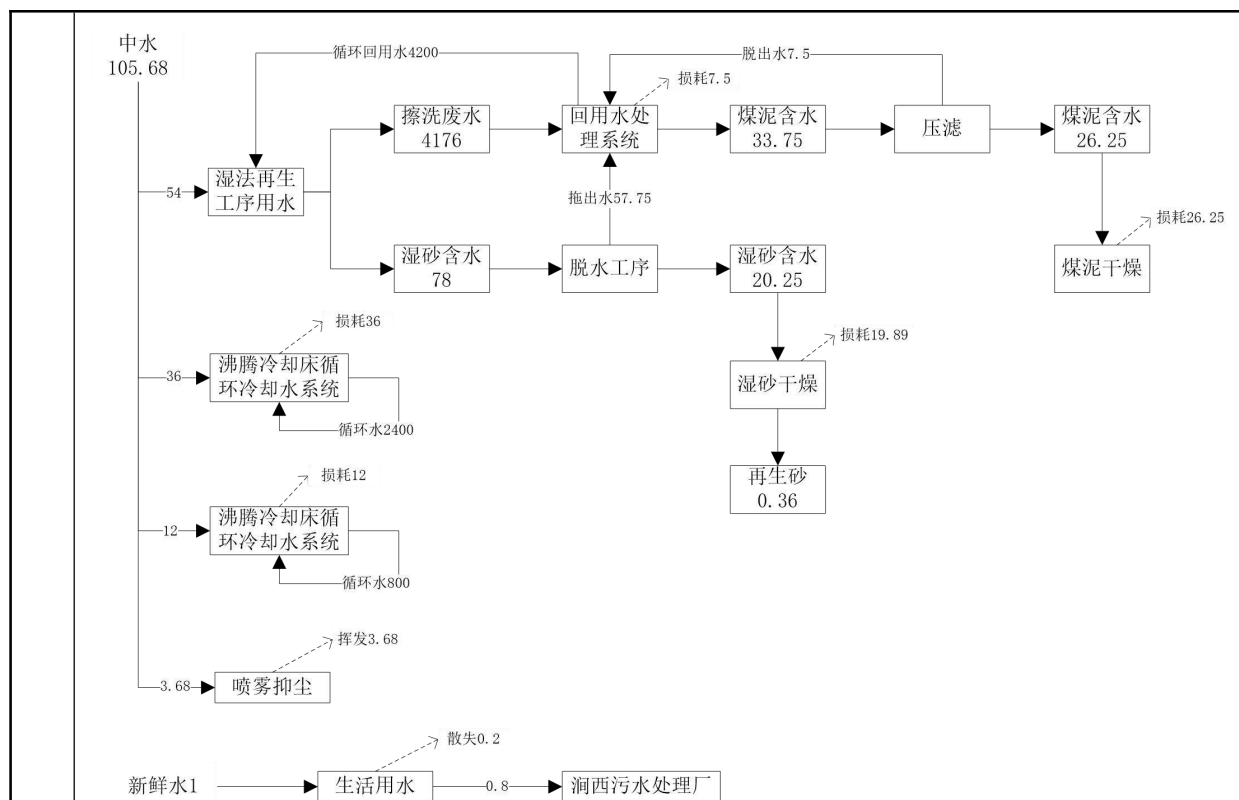 中水
105.68
循环回用水4200
脱出水7.5
损耗7.5
擦洗废水
4176
回用水处
理系统
煤泥含水
33.75
压滤
煤泥含水
26.25
54
湿法再生
工序用水
拖出水57.75
损耗26.25
湿砂含水
78
脱水工序
湿砂含水
20.25
煤泥干燥
损耗36
损耗19.89
36
沸腾冷却床循
环冷却水系统
湿砂干燥
循环水2400
损耗12
再生砂
0.36
12
沸腾冷却床循
环冷却水系统
循环水800
挥发3.68
3.68
喷雾抑尘
散失0.2
新鲜水1
生活用水
0.8
涧西污水处理厂